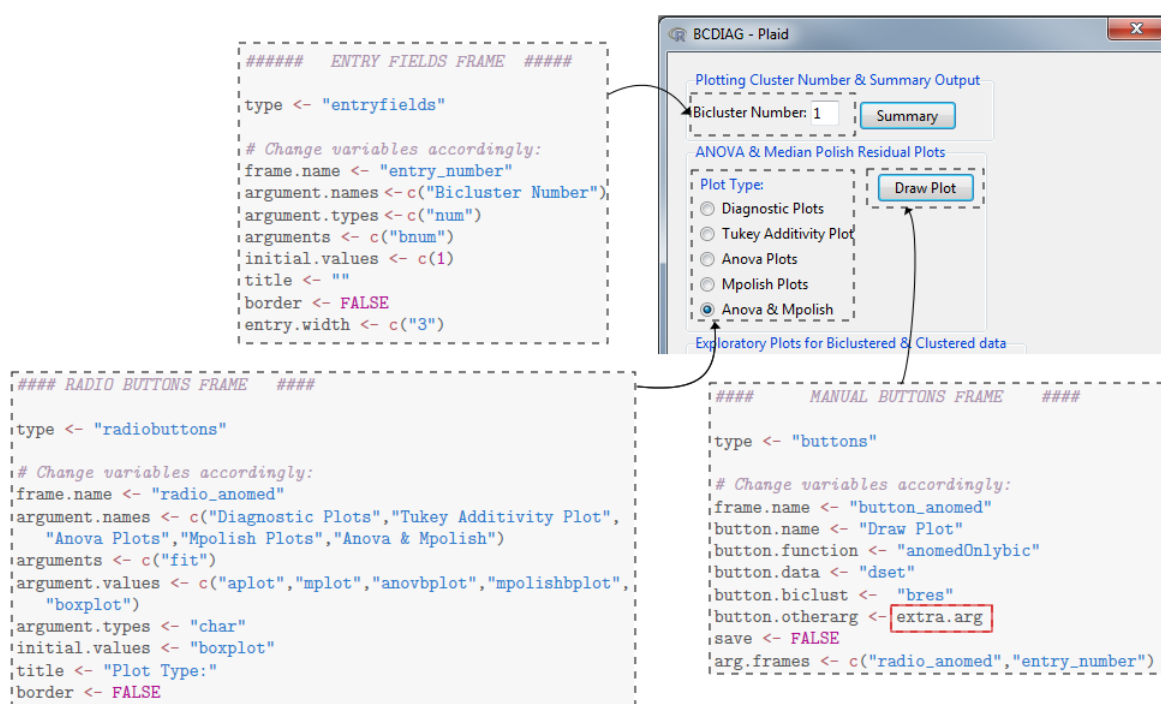 ###### ENTRY FIELDS FRAME #####
type <- "entryfields"
# Change variables accordingly:
frame.name <- "entry_number"
argument.names <- c("Bicluster Number")
argument.types <- c("num")
arguments <- c("bnum")
initial.values <- c(1)
title <- ""
border <- FALSE
entry.width <- c("3")
BCDIAG - Plaid
Plotting Cluster Number & Summary Output
Bicluster Number: 1 Summary
ANOVA & Median Polish Residual Plots
Plot Type: Draw Plot
Diagnostic Plots
Tukey Additivity Plot
Anova Plots
Mpolish Plots
Anova & Mpolish
Exploratory Plots for Biclustered & Clustered data
#### RADIO BUTTONS FRAME ####
type <- "radiobuttons"
# Change variables accordingly:
frame.name <- "radio_anomed"
argument.names <- c("Diagnostic Plots","Tukey Additivity Plot",
"Anova Plots","Mpolish Plots","Anova & Mpolish")
arguments <- c("fit")
argument.values <- c("aplot","mplot","anovbplot","mpolishbplot",
"boxplot")
argument.types <- "char"
initial.values <- "boxplot"
title <- "Plot Type:"
border <- FALSE
#### MANUAL BUTTONS FRAME ####
type <- "buttons"
# Change variables accordingly:
frame.name <- "button_anomed"
button.name <- "Draw Plot"
button.function <- "anomedOnlybic"
button.data <- "dset"
button.biclust <- "bres"
button.otherarg <- extra.arg
save <- FALSE
arg.frames <- c("radio_anomed","entry_number")